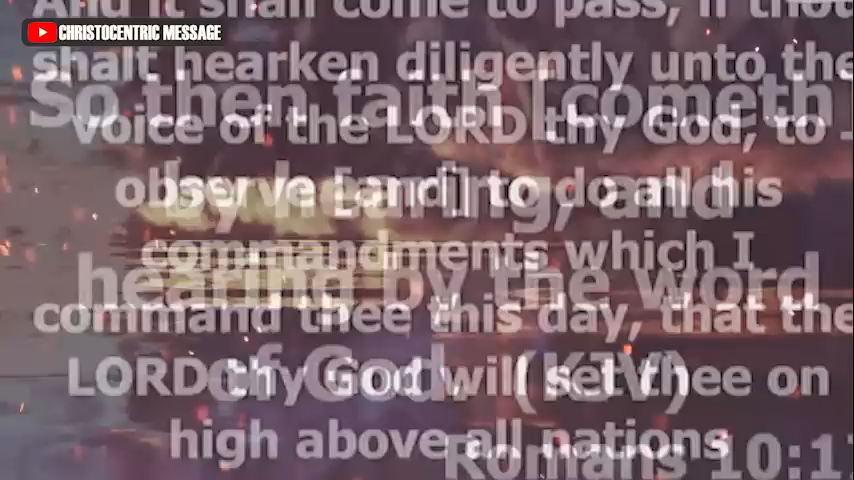 CHRISTOCENTRIC MESSAGE
And it shall come to pass, if thou
shalt hearken diligently unto the
voice of the LORD thy God, to
observe [and] to do all his
commandments which I
command thee this day, that the
LORD thy God will set thee on
high above all nations
So then faith [cometh
by hearing, and
hearing by the word
of God. (KJV)
Romans 10:17